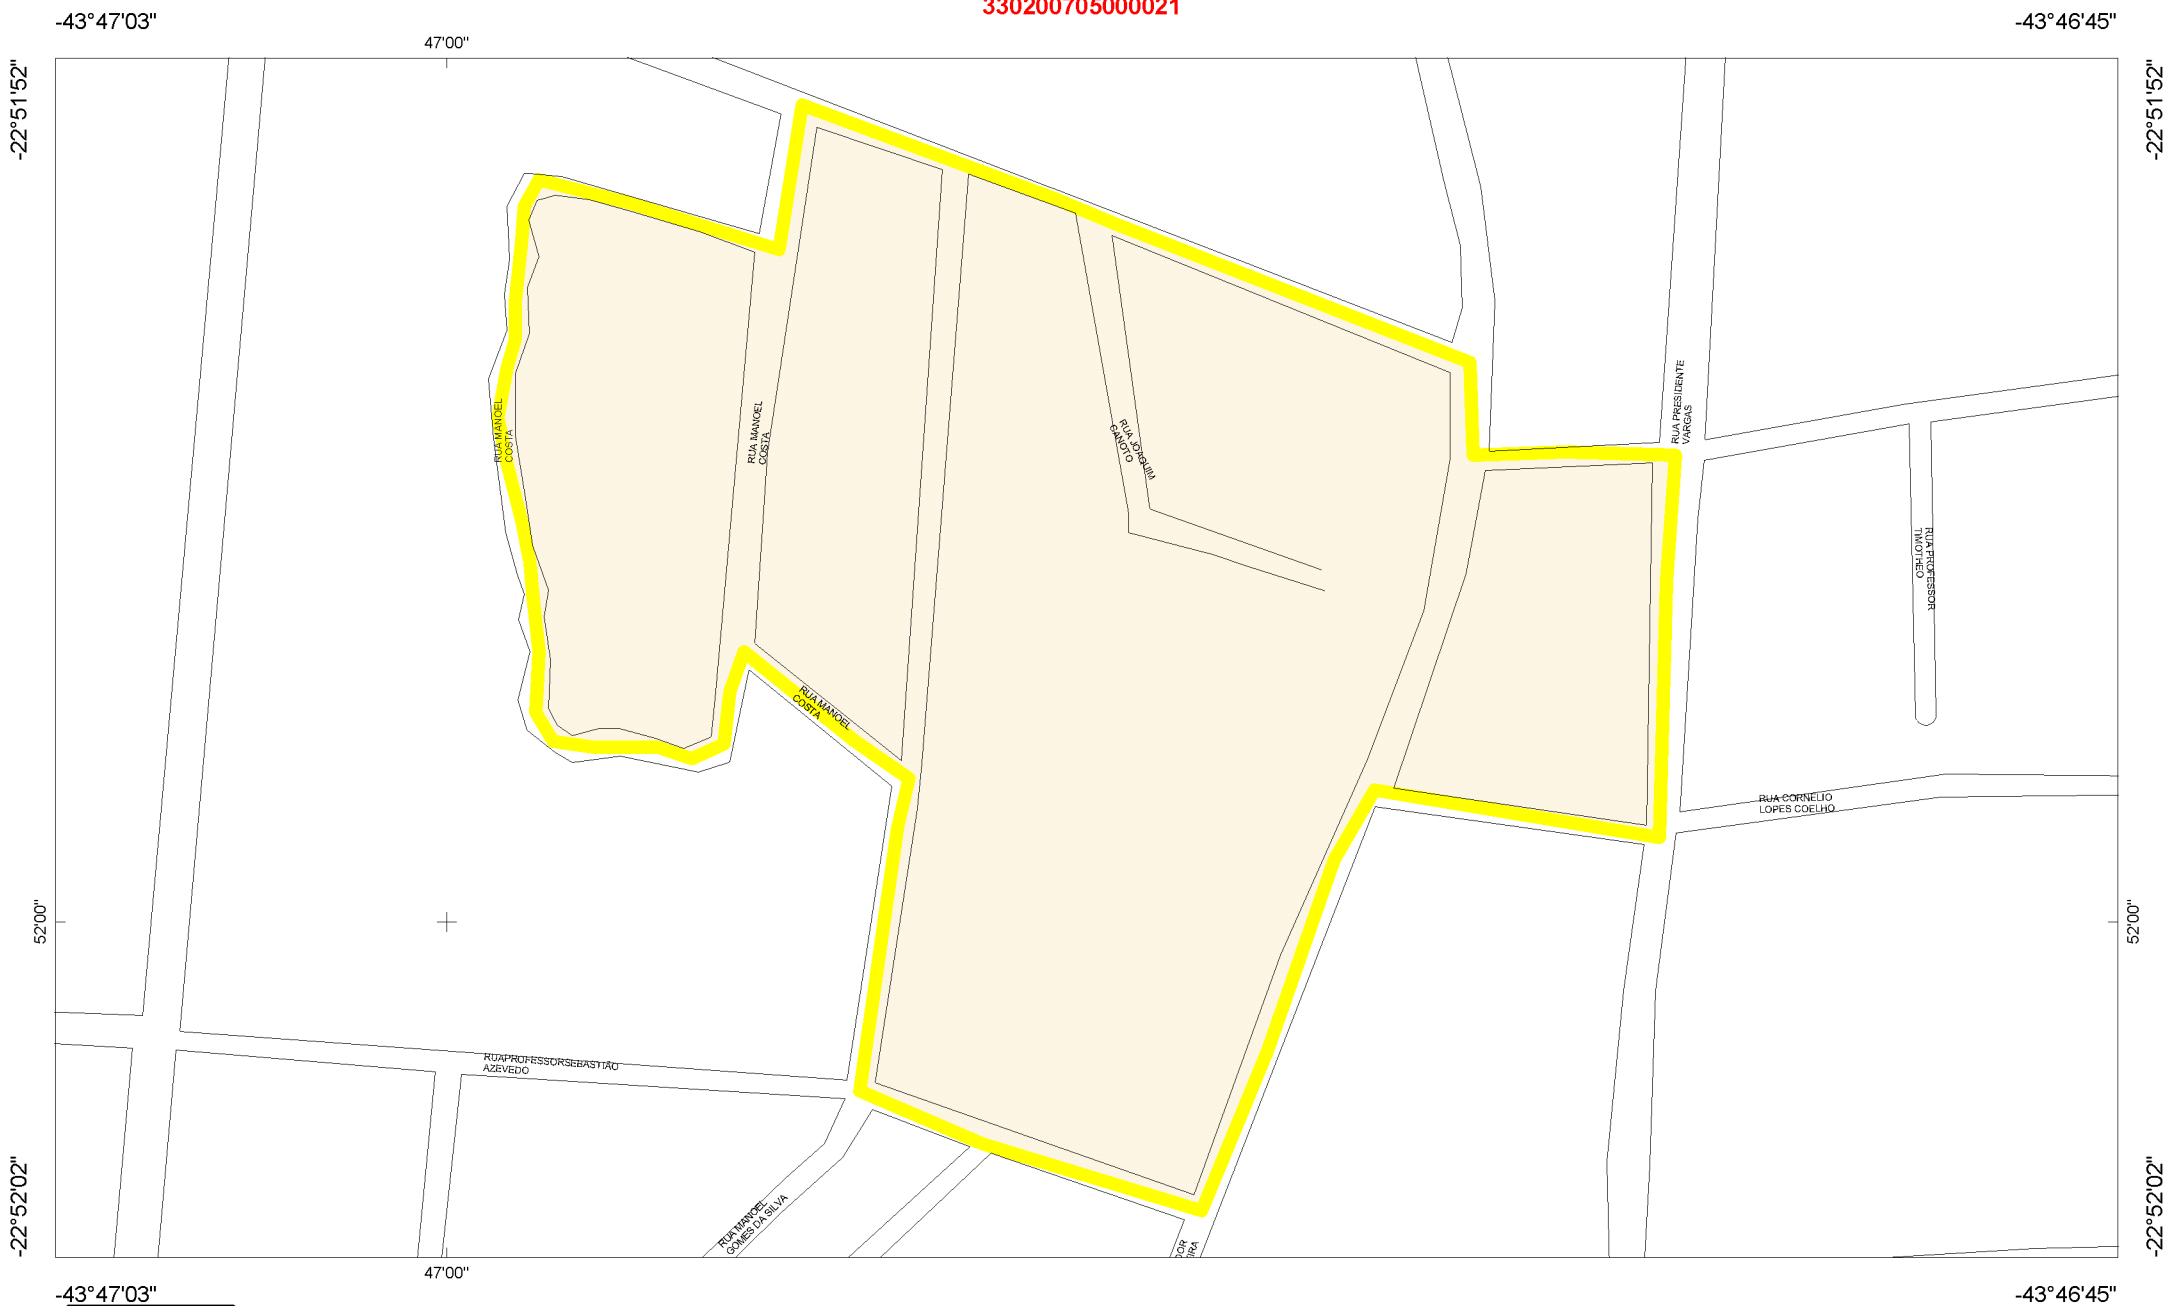 330200705000021
-43°47'03"
-43°46'45"
47'00"
-22°51'52"
-22°51'52"
RUA PRESIDENTE
VARGAS
RUA MANOEL
COSTA
RUA MANOEL
COSTA
RUA JOAQUIM
CANOTO
RUA PROFESSOR
TIMOTHEO
RUA MANOEL
COSTA
RUA CORNELIO
LOPES COELHO
52'00"
52'00"
RUAPROFESSORSEBASTIÃO
AZEVEDO
RUA MANOEL
GOMES DA SILVA
DOR
IRA
-22°52'02"
-22°52'02"
47'00"
-43°47'03"
-43°46'45"